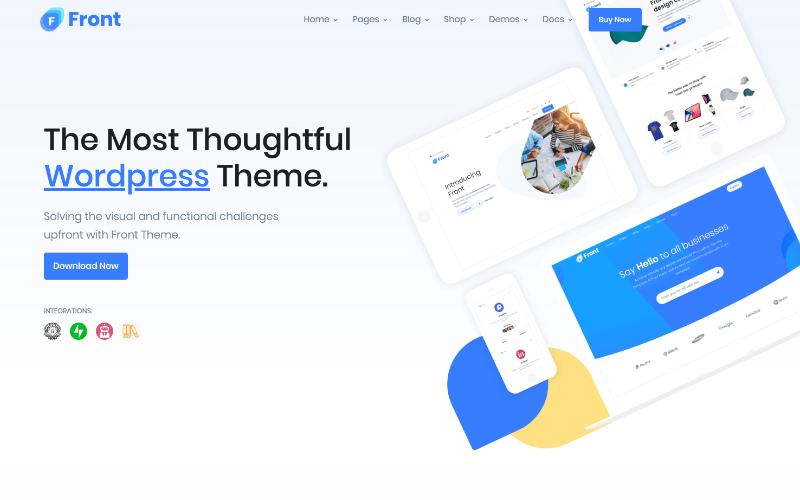 Front
Home Pages Blog Shop Demos Docs Buy Now
The Most Thoughtful
Wordpress Theme.
Solving the visual and functional challenges
upfront with Front Theme.
Download Now
INTEGRATIONS:
Front
Introducing
Front
Front
Say Hello to all businesses
Google